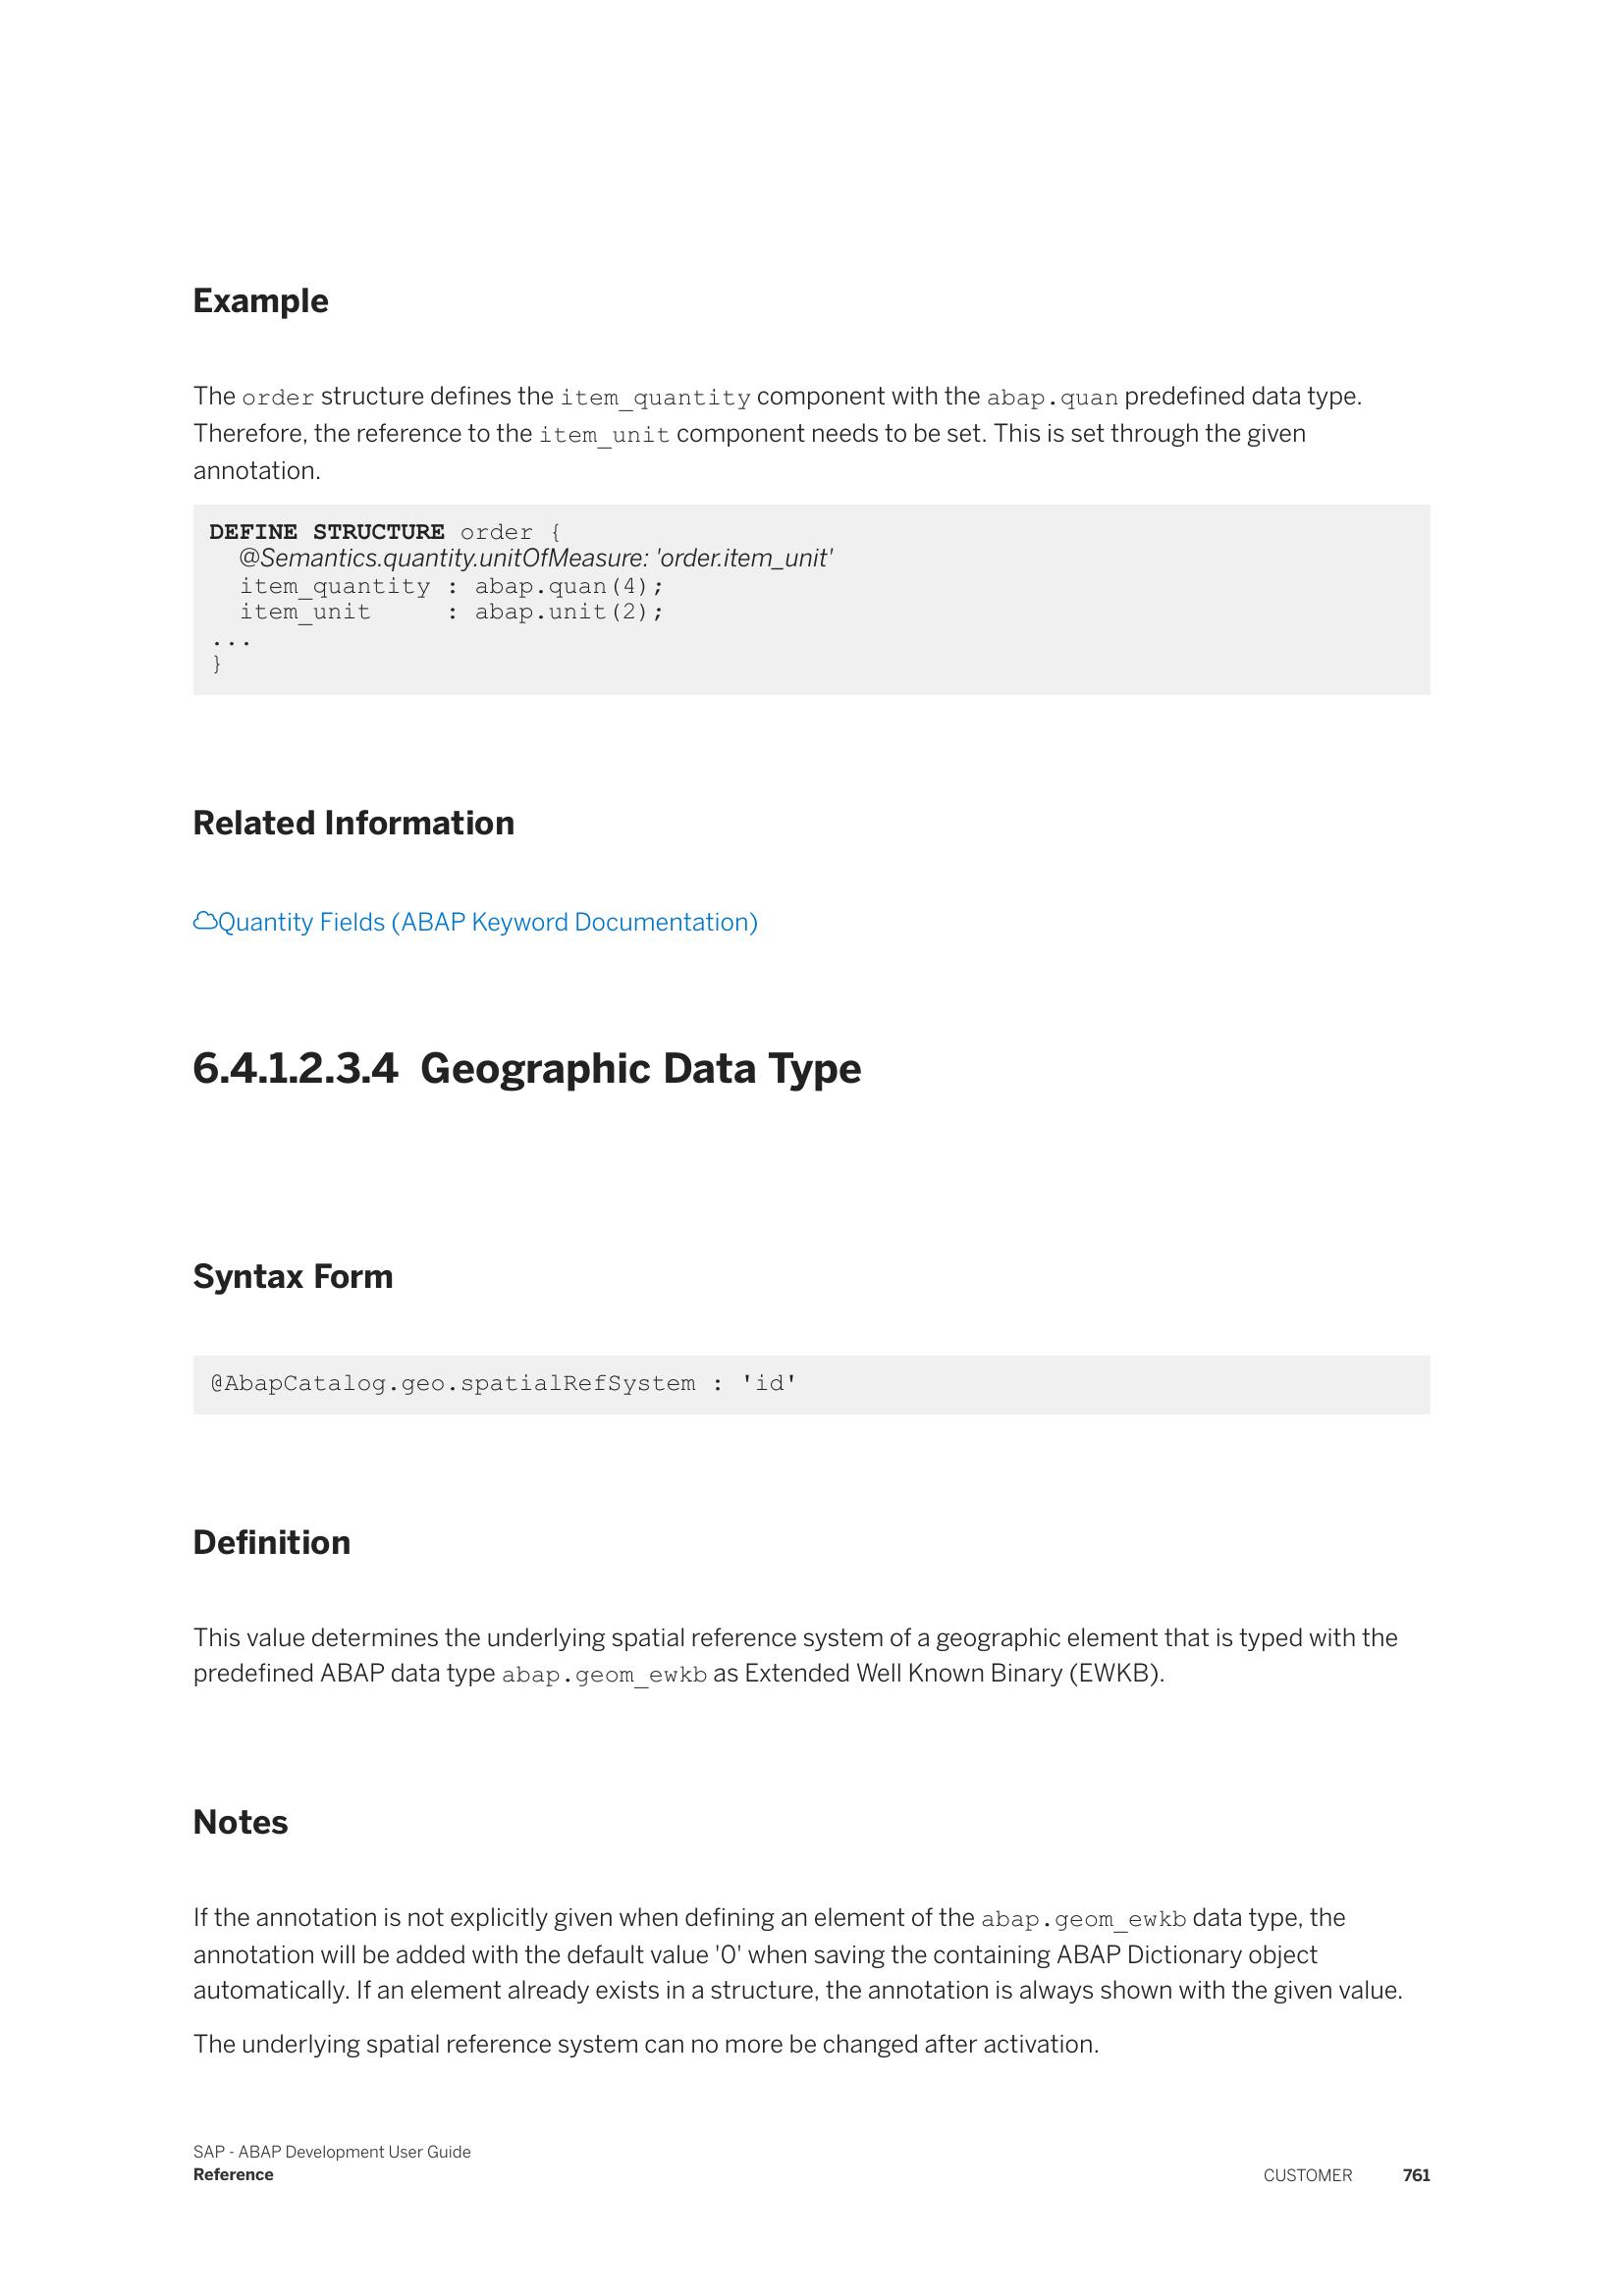 Example
The order structure defines the item_quantity component with the abap.quan predefined data type.
Therefore, the reference to the item_unit component needs to be set. This is set through the given
annotation.
DEFINE STRUCTURE order {
  @Semantics.quantity.unitOfMeasure: 'order.item_unit'
  item_quantity : abap.quan(4);
  item_unit     : abap.unit(2);
...
}
Related Information
Quantity Fields (ABAP Keyword Documentation)
6.4.1.2.3.4 Geographic Data Type
Syntax Form
@AbapCatalog.geo.spatialRefSystem : 'id'
Definition
This value determines the underlying spatial reference system of a geographic element that is typed with the
predefined ABAP data type abap.geom_ewkb as Extended Well Known Binary (EWKB).
Notes
If the annotation is not explicitly given when defining an element of the abap.geom_ewkb data type, the
annotation will be added with the default value '0' when saving the containing ABAP Dictionary object
automatically. If an element already exists in a structure, the annotation is always shown with the given value.
The underlying spatial reference system can no more be changed after activation.
SAP - ABAP Development User Guide
Reference
CUSTOMER 761